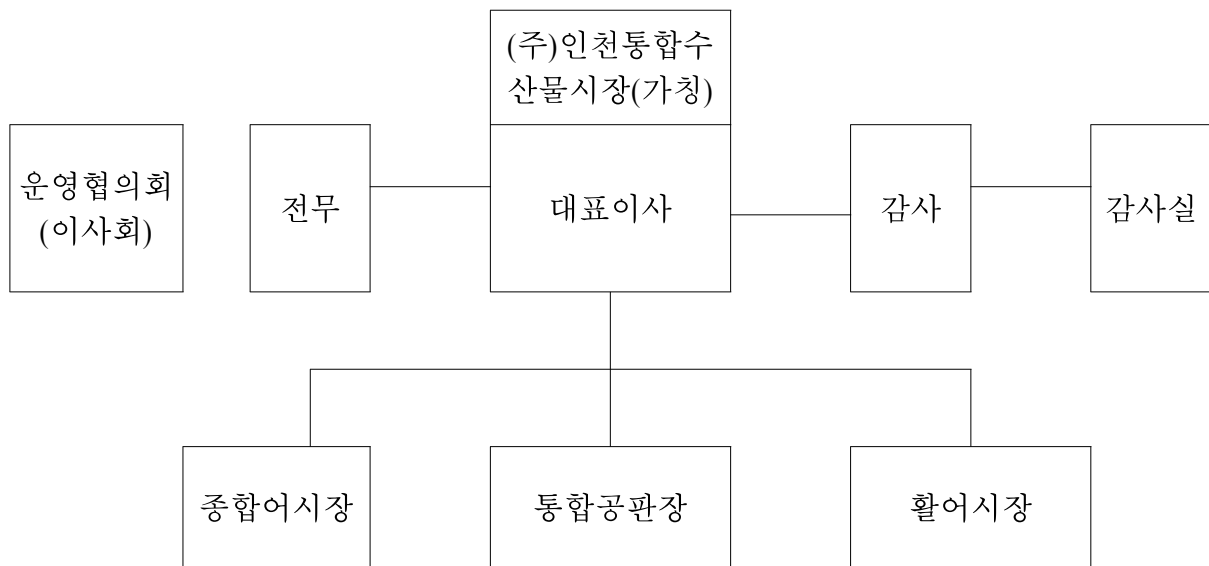 (주)인천통합수
산물시장(가칭)
운영협의회
(이사회)
전무
대표이사
감사
감사실
종합어시장
통합공판장
활어시장